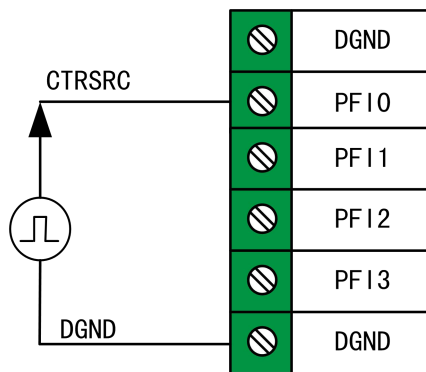 DGND
CTRSRC
PFI0
PFI1
PFI2
PFI3
DGND
DGND